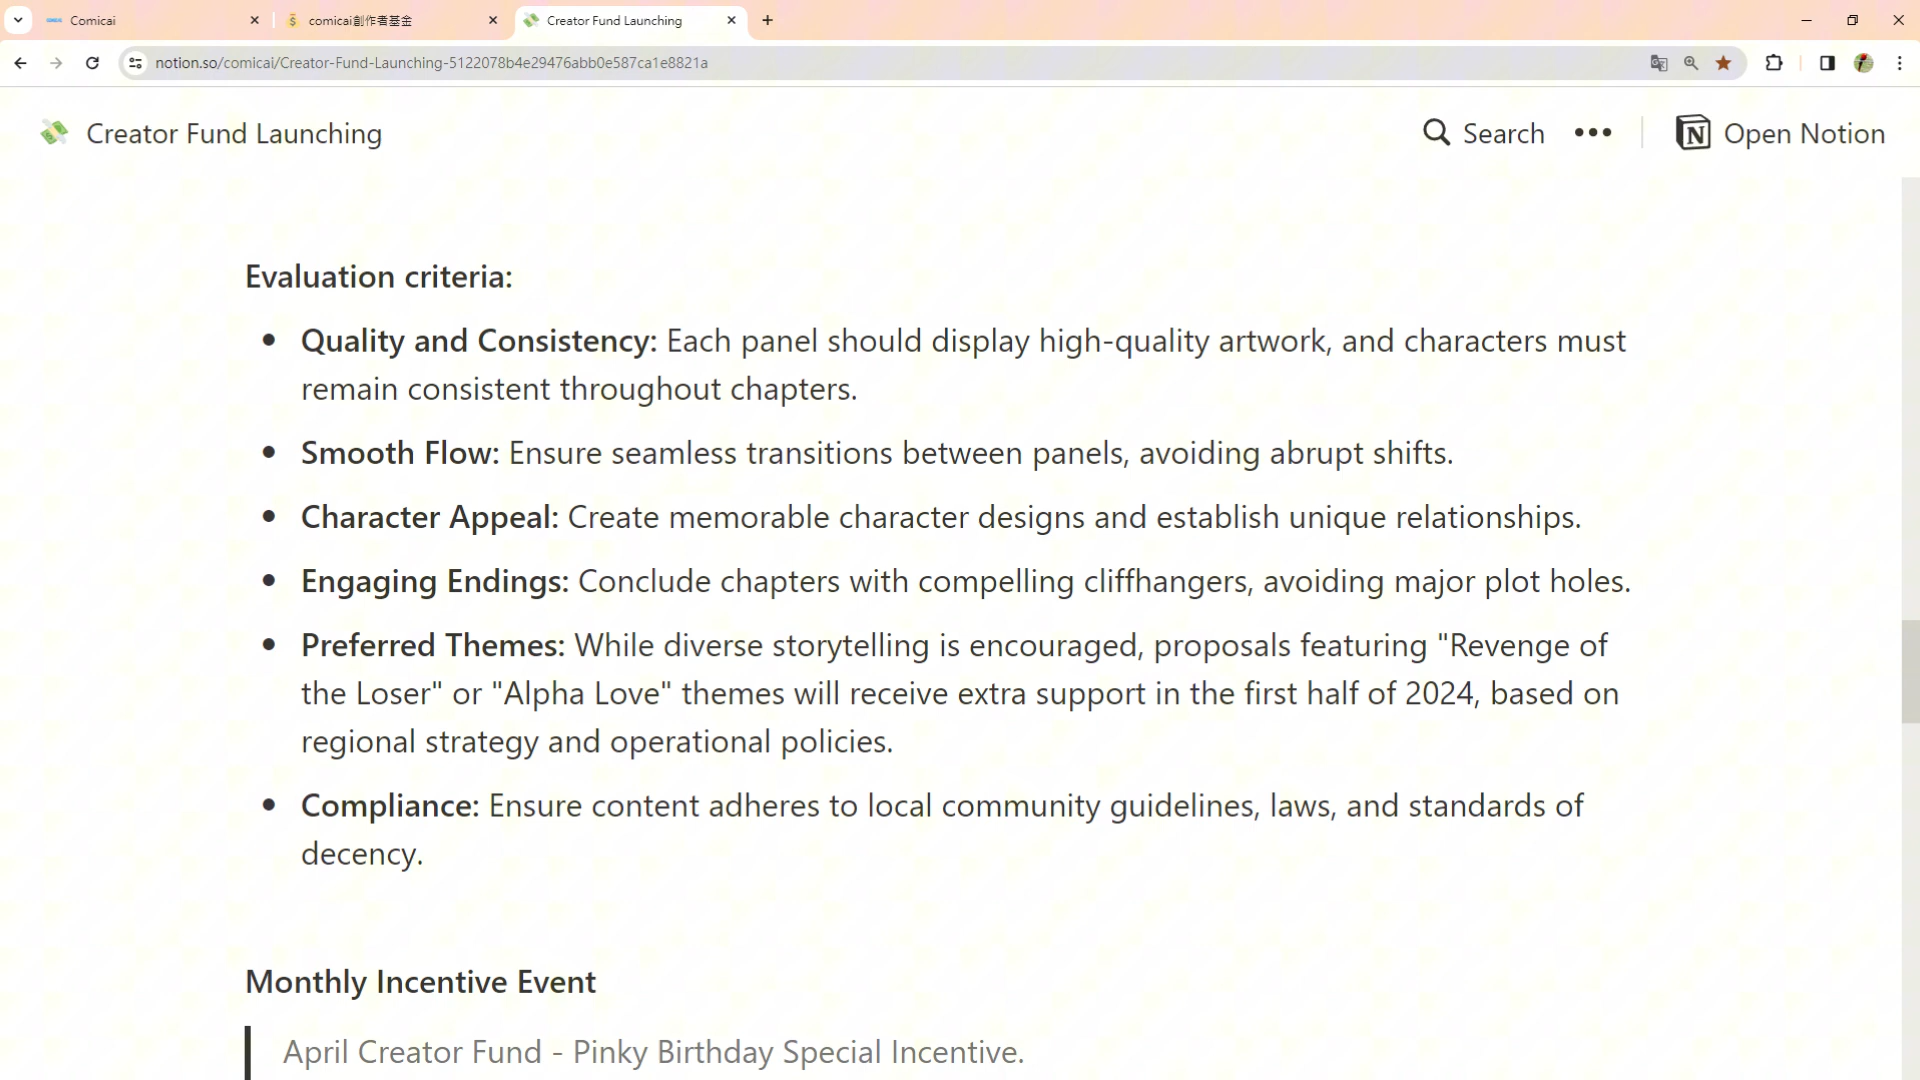 Comicai
comicai創作者基金
Creator Fund Launching
notion.so/comicai/Creator-Fund-Launching-5122078b4e29476abb0e587ca1e8821a
Creator Fund Launching
Search
Open Notion
Evaluation criteria:
Quality and Consistency: Each panel should display high-quality artwork, and characters must
remain consistent throughout chapters.
Smooth Flow: Ensure seamless transitions between panels, avoiding abrupt shifts.
Character Appeal: Create memorable character designs and establish unique relationships.
Engaging Endings: Conclude chapters with compelling cliffhangers, avoiding major plot holes.
Preferred Themes: While diverse storytelling is encouraged, proposals featuring "Revenge of
the Loser" or "Alpha Love" themes will receive extra support in the first half of 2024, based on
regional strategy and operational policies.
Compliance: Ensure content adheres to local community guidelines, laws, and standards of
decency.
Monthly Incentive Event
April Creator Fund - Pinky Birthday Special Incentive.